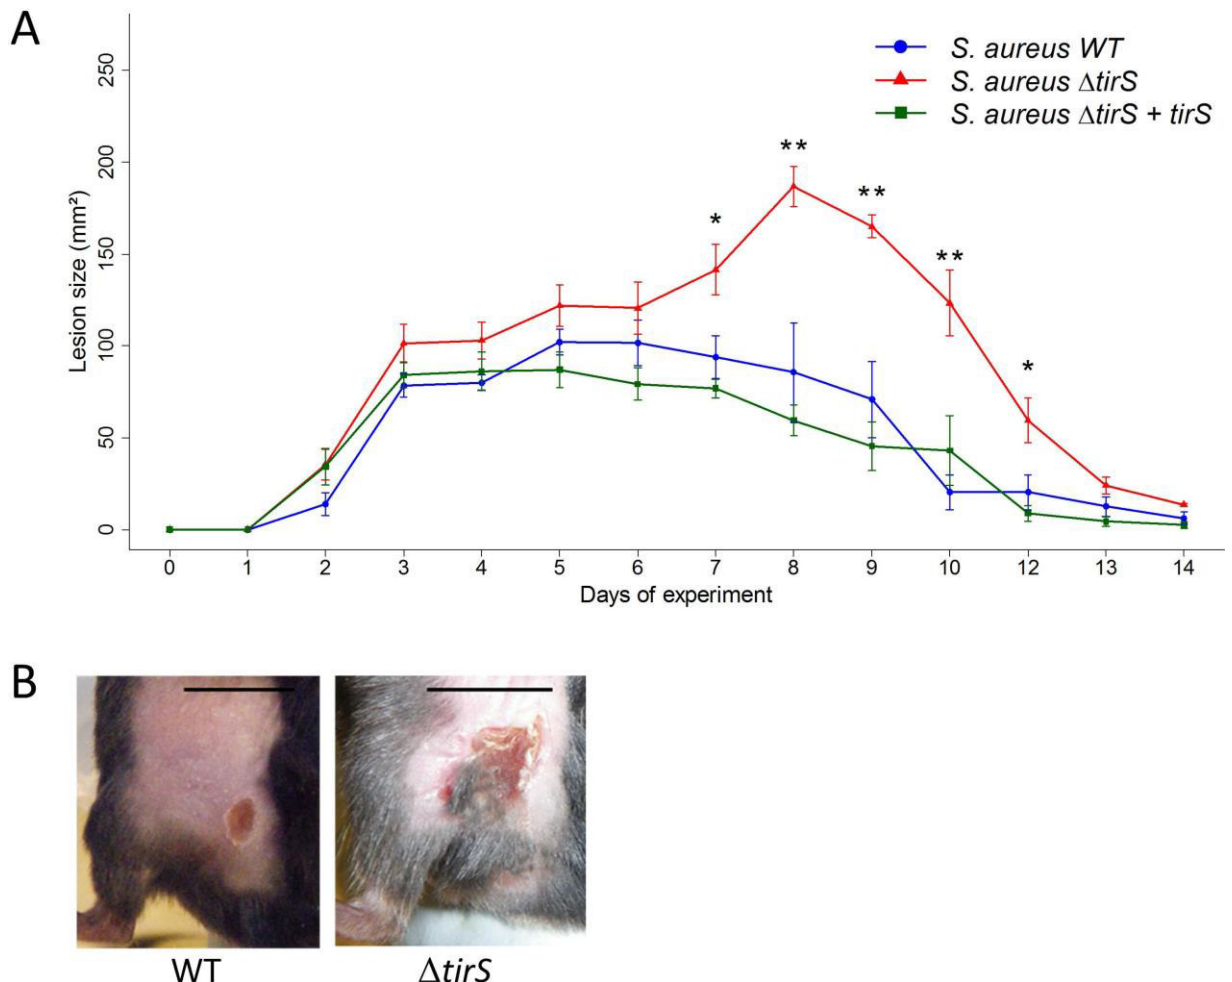 A
S. aureus WT
S. aureus ΔtirS
S. aureus ΔtirS + tirS
Lesion size (mm²)
250
200
150
100
50
0
*
**
**
**
*
0 1 2 3 4 5 6 7 8 9 10 12 13 14
Days of experiment
B
WT ΔtirS